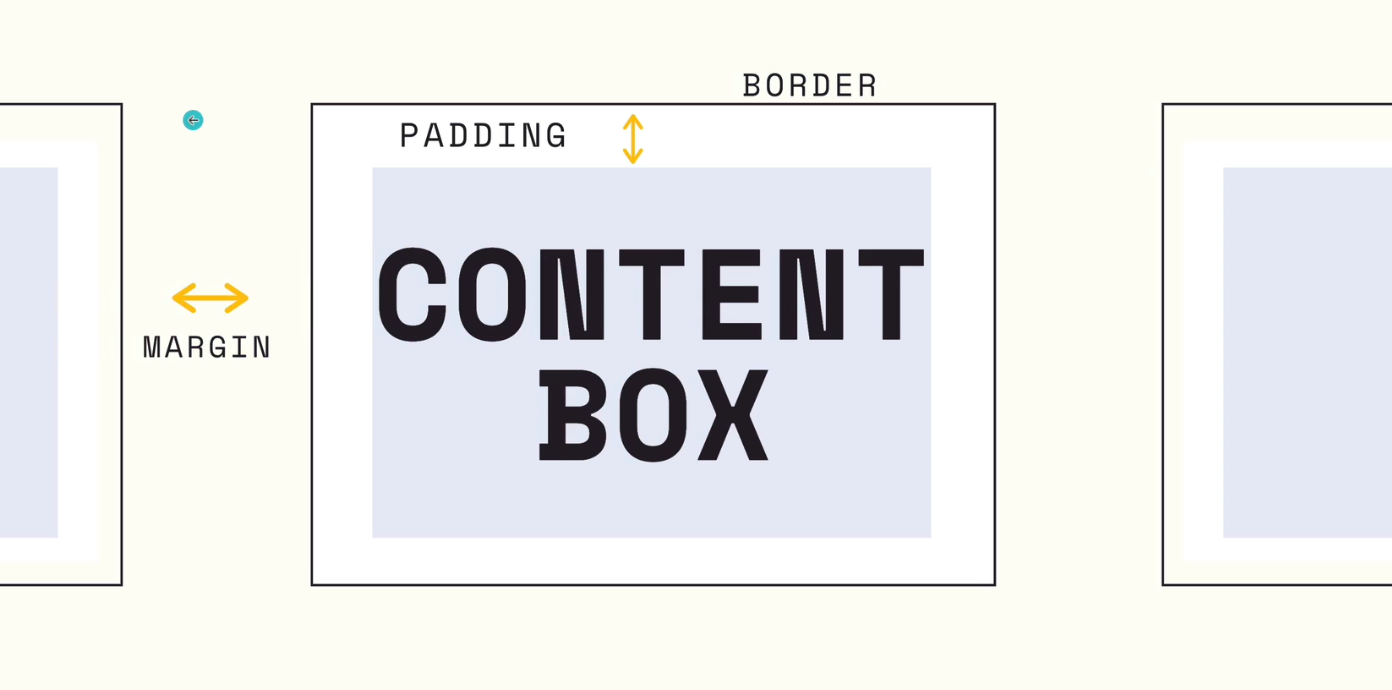 BORDER
PADDING
CONTENT
BOX
MARGIN